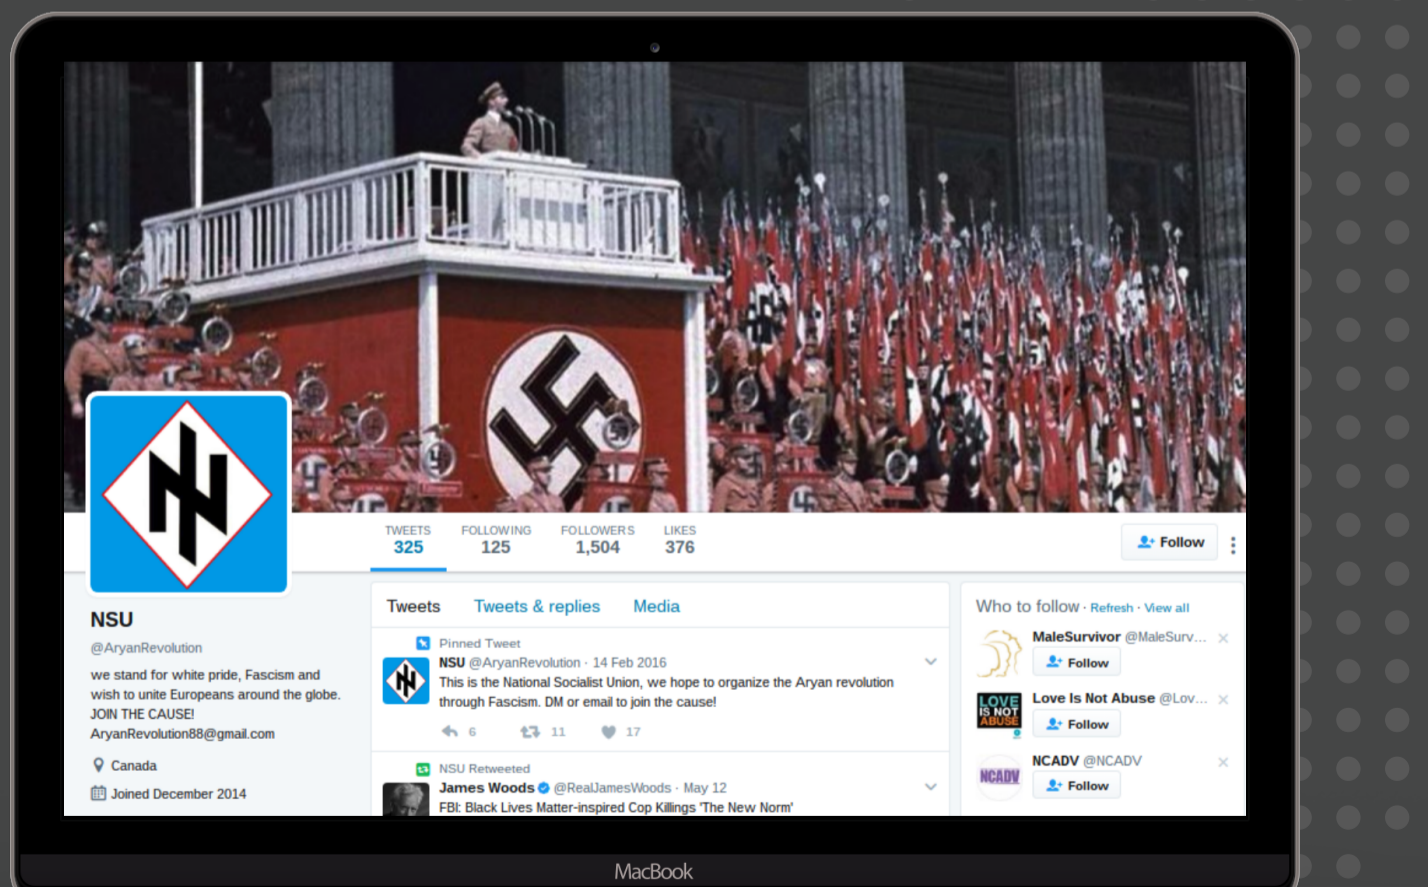 TWEETS
325
FOLLOWING
125
FOLLOWERS
1,504
LIKES
376
Follow
NSU
@AryanRevolution
we stand for white pride, Fascism and
wish to unite Europeans around the globe.
JOIN THE CAUSE!
AryanRevolution88@gmail.com
Canada
Joined December 2014
Tweets Tweets & replies Media
Pinned Tweet
NSU @AryanRevolution · 14 Feb 2016
This is the National Socialist Union, we hope to organize the Aryan revolution
through Fascism. DM or email to join the cause!
6 11 17
NSU Retweeted
James Woods @RealJamesWoods · May 12
FBI: Black Lives Matter-inspired Cop Killings 'The New Norm'
Who to follow · Refresh · View all
MaleSurvivor @MaleSurv...
Follow
LOVE
IS NOT
ABUSE
Love Is Not Abuse @Lov...
Follow
NCADV
NCADV @NCADV
Follow
MacBook